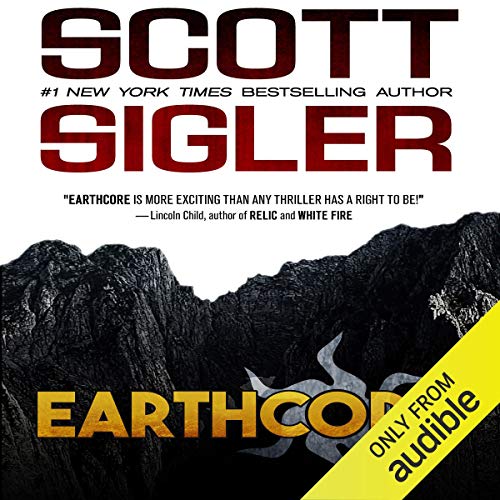 SCOTT
#1 NEW YORK TIMES BESTSELLING AUTHOR
SIGLER
"EARTHCORE IS MORE EXCITING THAN ANY THRILLER HAS A RIGHT TO BE!"
—Lincoln Child, author of RELIC and WHITE FIRE
EARTHCORE
ONLY FROM
audible